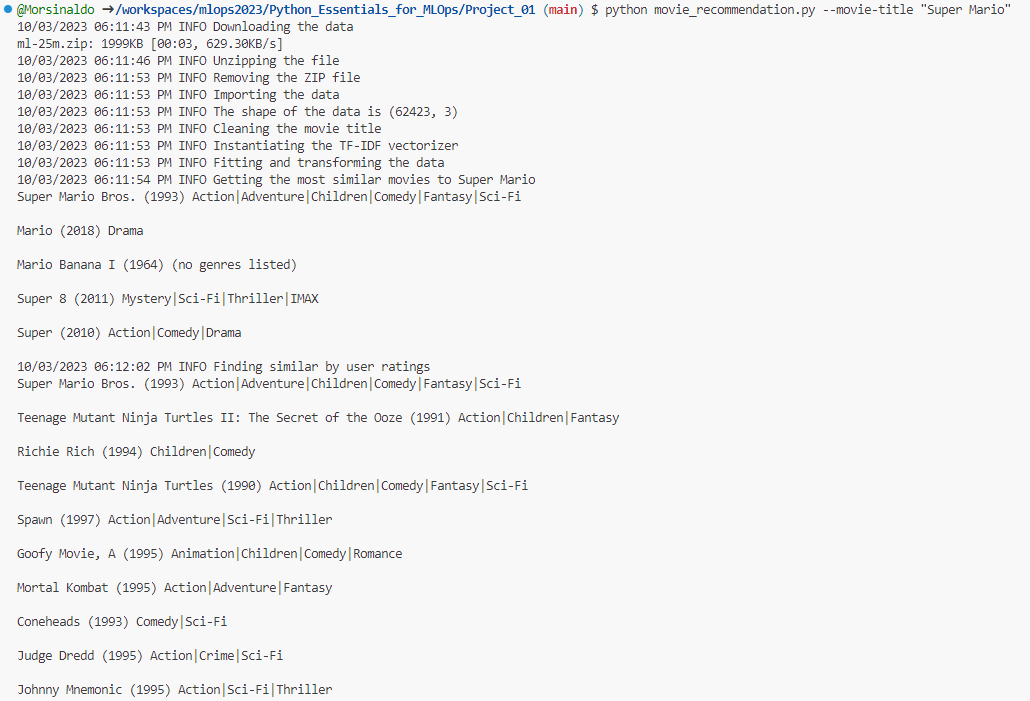 @Morsinaldo ➜/workspaces/mlops2023/Python_Essentials_for_MLOps/Project_01 (main) $ python movie_recommendation.py --movie-title "Super Mario"
10/03/2023 06:11:43 PM INFO Downloading the data
ml-25m.zip: 1999KB [00:03, 629.30KB/s]
10/03/2023 06:11:46 PM INFO Unzipping the file
10/03/2023 06:11:53 PM INFO Removing the ZIP file
10/03/2023 06:11:53 PM INFO Importing the data
10/03/2023 06:11:53 PM INFO The shape of the data is (62423, 3)
10/03/2023 06:11:53 PM INFO Cleaning the movie title
10/03/2023 06:11:53 PM INFO Instantiating the TF-IDF vectorizer
10/03/2023 06:11:53 PM INFO Fitting and transforming the data
10/03/2023 06:11:54 PM INFO Getting the most similar movies to Super Mario
Super Mario Bros. (1993) Action|Adventure|Children|Comedy|Fantasy|Sci-Fi
Mario (2018) Drama
Mario Banana I (1964) (no genres listed)
Super 8 (2011) Mystery|Sci-Fi|Thriller|IMAX
Super (2010) Action|Comedy|Drama
10/03/2023 06:12:02 PM INFO Finding similar by user ratings
Super Mario Bros. (1993) Action|Adventure|Children|Comedy|Fantasy|Sci-Fi
Teenage Mutant Ninja Turtles II: The Secret of the Ooze (1991) Action|Children|Fantasy
Richie Rich (1994) Children|Comedy
Teenage Mutant Ninja Turtles (1990) Action|Children|Comedy|Fantasy|Sci-Fi
Spawn (1997) Action|Adventure|Sci-Fi|Thriller
Goofy Movie, A (1995) Animation|Children|Comedy|Romance
Mortal Kombat (1995) Action|Adventure|Fantasy
Coneheads (1993) Comedy|Sci-Fi
Judge Dredd (1995) Action|Crime|Sci-Fi
Johnny Mnemonic (1995) Action|Sci-Fi|Thriller